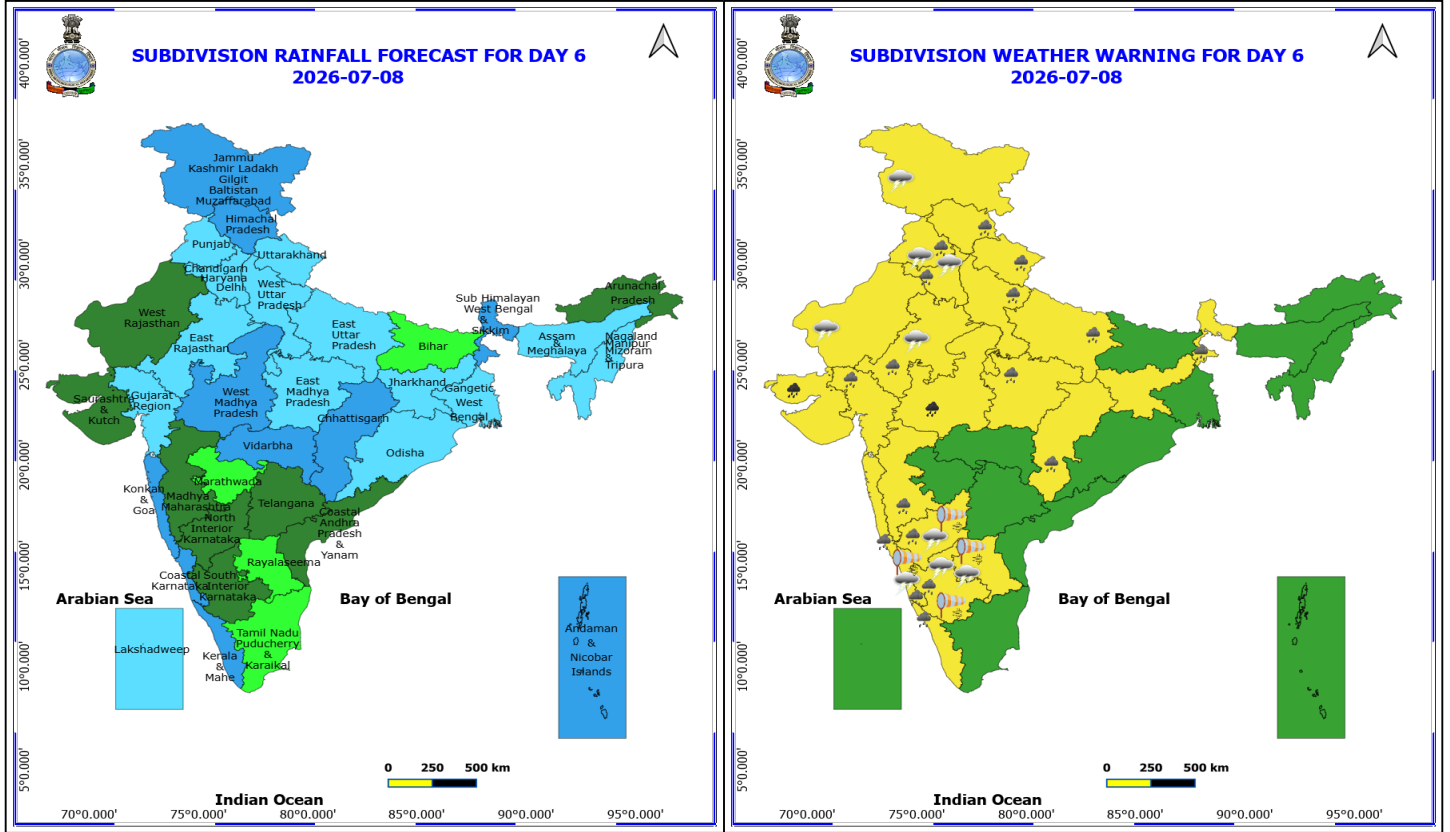 SUBDIVISION RAINFALL FORECAST FOR DAY 6
2026-07-08
40°0.000'
35°0.000'
30°0.000'
25°0.000'
20°0.000'
15°0.000'
10°0.000'
5°0.000'
Jammu
Kashmir Ladakh
Gilgit
Baltistan
Muzaffarabad
Himachal
Pradesh
Punjab
Uttarakhand
Chandigarh
Haryana
Delhi
West
Uttar
Pradesh
West
Rajasthan
East
Rajasthan
East
Uttar
Pradesh
Bihar
Sub Himalayan
West Bengal
&
Sikkim
Arunachal
Pradesh
Assam
&
Meghalaya
Nagaland
Manipur
Mizoram
&
Tripura
Saurashtra
&
Kutch
Gujarat
Region
West
Madhya
Pradesh
East
Madhya
Pradesh
Jharkhand
Gangetic
West
Bengal
Chhattisgarh
Odisha
Vidarbha
Konkan
&
Goa
Madhya
Maharashtra
Marathwada
Telangana
North
Interior
Karnataka
Coastal
Andhra
Pradesh
&
Yanam
Rayalaseema
Coastal
Karnataka
South
Interior
Karnataka
Tamil Nadu
Puducherry
&
Karaikal
Kerala
&
Mahe
Lakshadweep
Andaman
&
Nicobar
Islands
Arabian Sea
Bay of Bengal
Indian Ocean
0 250 500 km
70°0.000' 75°0.000' 80°0.000' 85°0.000' 90°0.000' 95°0.000'
SUBDIVISION WEATHER WARNING FOR DAY 6
2026-07-08
40°0.000'
35°0.000'
30°0.000'
25°0.000'
20°0.000'
15°0.000'
10°0.000'
5°0.000'
Arabian Sea
Bay of Bengal
Indian Ocean
0 250 500 km
70°0.000' 75°0.000' 80°0.000' 85°0.000' 90°0.000' 95°0.000'